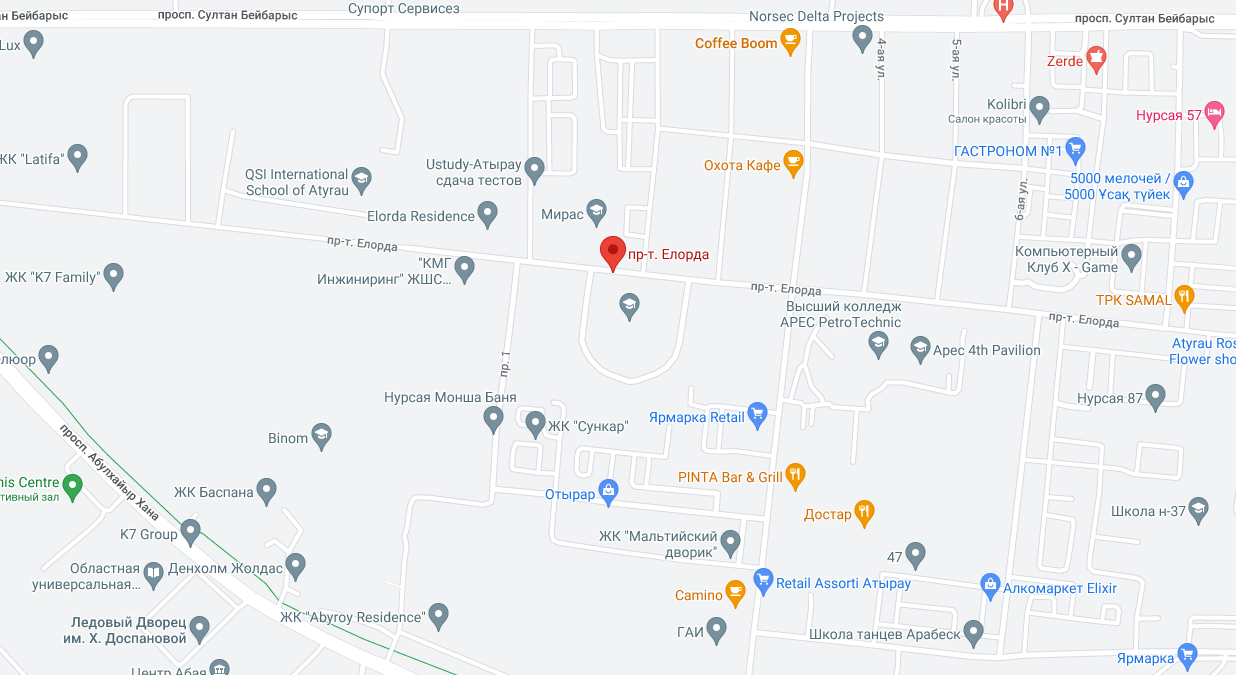 Супорт Сервисез
н Бейбарыс
просп. Султан Бейбарыс
Norsec Delta Projects
просп. Султан Бейбарыс
H
Lux
Coffee Boom
4-ая ул.
5-ая ул.
Zerde
Kolibri
Салон красоты
Нурсая 57
ГАСТРОНОМ №1
ЖК "Latifa"
QSI International
School of Atyrau
Ustudy-Атырау
сдача тестов
Охота Кафе
5000 мелочей /
5000 Ұсақ түйек
6-ая ул.
Elorda Residence
Мирас
пр-т. Елорда
пр-т. Елорда
Компьютерный
Клуб X - Game
ЖК "K7 Family"
"КМГ
Инжиниринг" ЖШС...
пр-т. Елорда
Высший колледж
APEC PetroTechnic
ТРК SAMAL
пр-т. Елорда
Atyrau Ros
Flower sho
люор
пр. 1
Apec 4th Pavilion
Нурсая Монша Баня
Нурсая 87
ЖК "Сункар"
Ярмарка Retail
Binom
просп. Абулхайыр Хана
nis Centre
тивный зал
ЖК Баспана
Отырар
PINTA Bar & Grill
Достар
Школа н-37
K7 Group
ЖК "Мальтийский
дворик"
47
Областная
универсальная...
Денхолм Жолдас
Retail Assorti Атырау
Алкомаркет Elixir
Camino
ЖК "Abyroy Residence"
Ледовый Дворец
им. Х. Доспановой
ГАИ
Школа танцев Арабеск
Ярмарка
Центр Абая